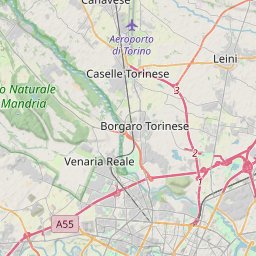 Canavese
Aeroporto
di Torino
Leinì
Caselle Torinese
o Naturale
Mandria
3
Borgaro Torinese
2
Venaria Reale
A55